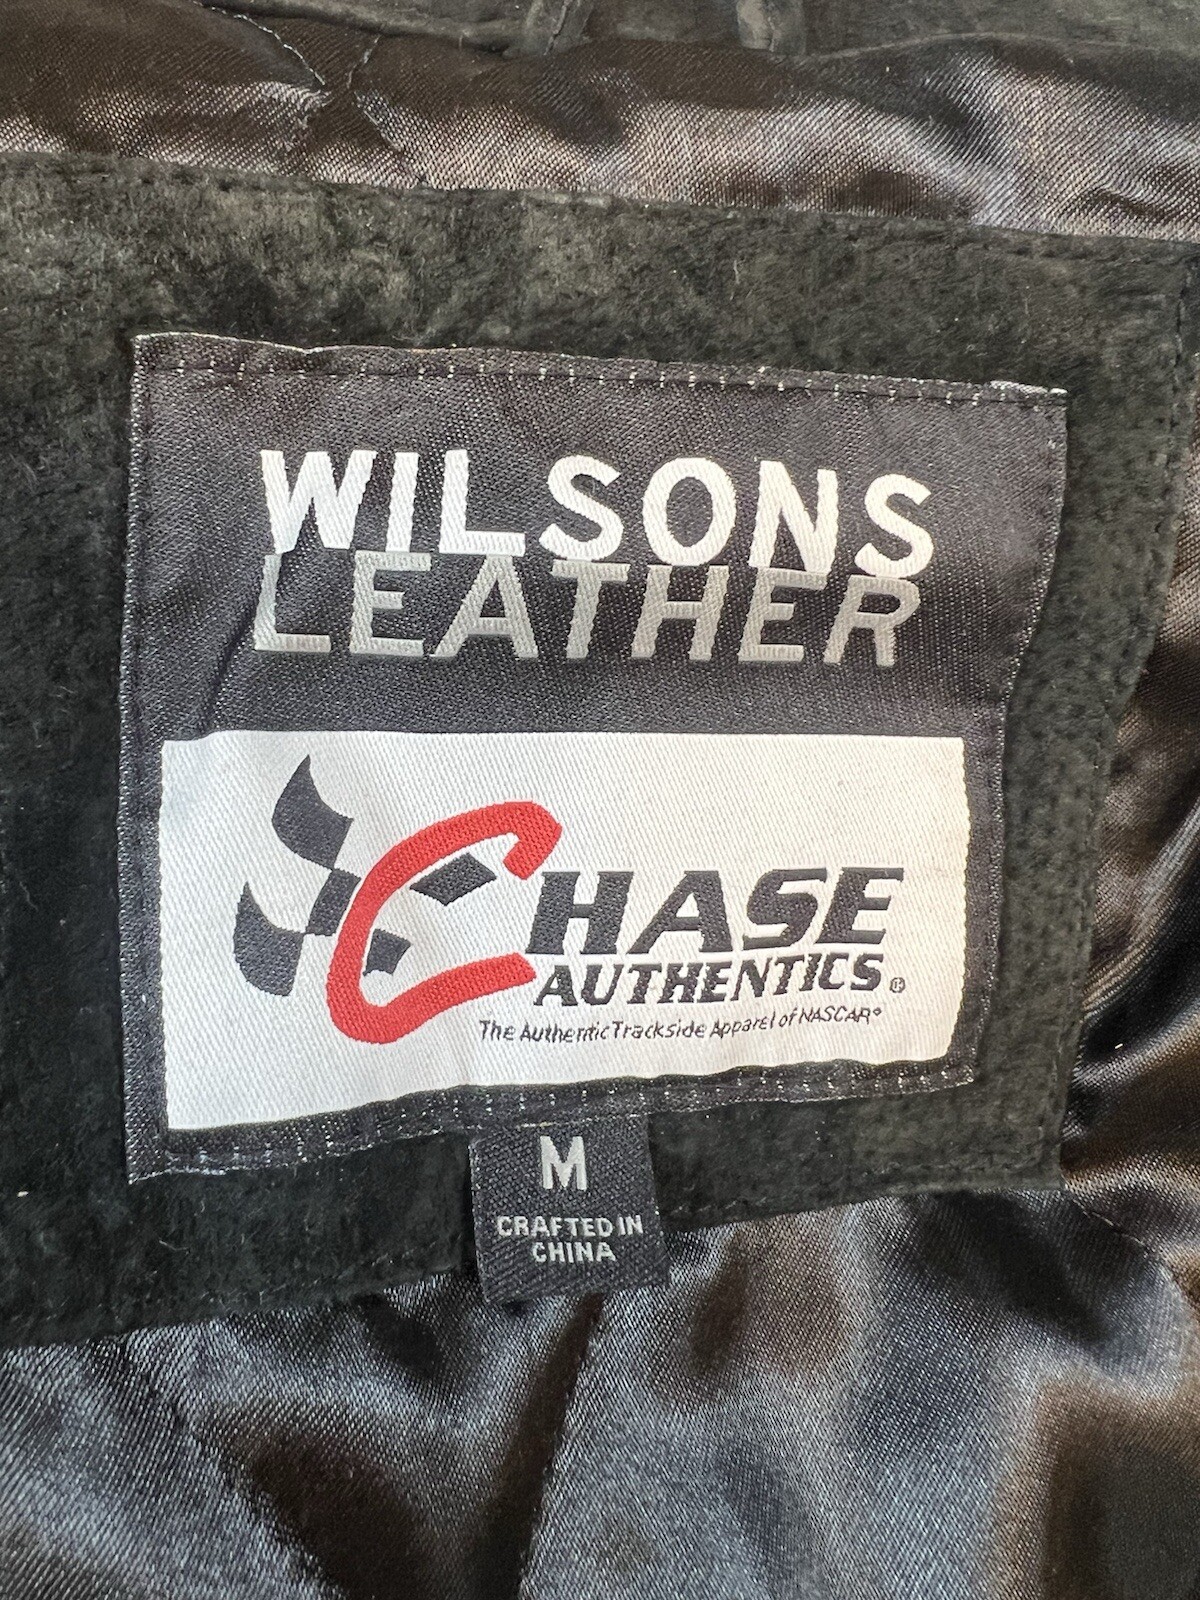 WILSONS
LEATHER
CHASE
AUTHENTICS®
The Authentic Trackside Apparel of NASCAR®
M
CRAFTED IN
CHINA